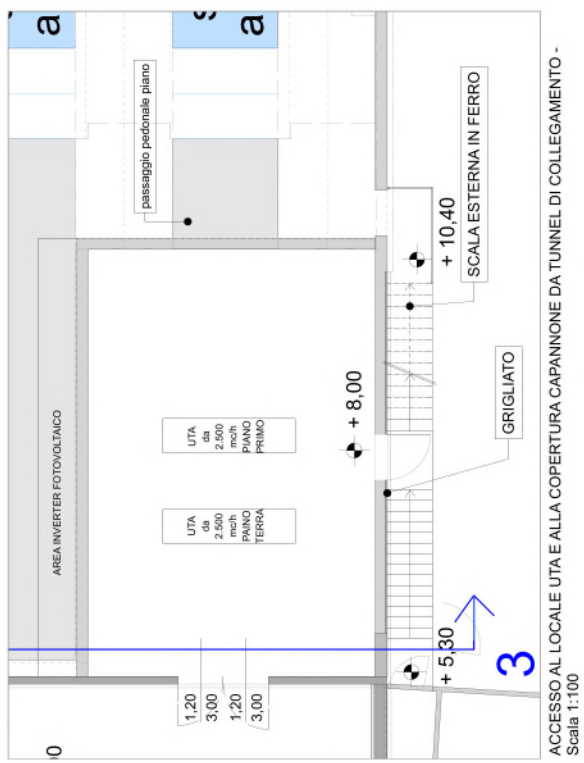 s
a
s
a
passaggio pedonale piano
AREA INVERTER FOTOVOLTAICO
UTA
da
2.500
mc/h
PIANO
PRIMO
UTA
da
2.500
mc/h
PAINO
TERRA
+ 10,40
SCALA ESTERNA IN FERRO
+ 8,00
GRIGLIATO
+ 5,30
1,20
3,00
1,20
3,00
3
00
ACCESSO AL LOCALE UTA E ALLA COPERTURA CAPANNONE DA TUNNEL DI COLLEGAMENTO -
Scala 1:100